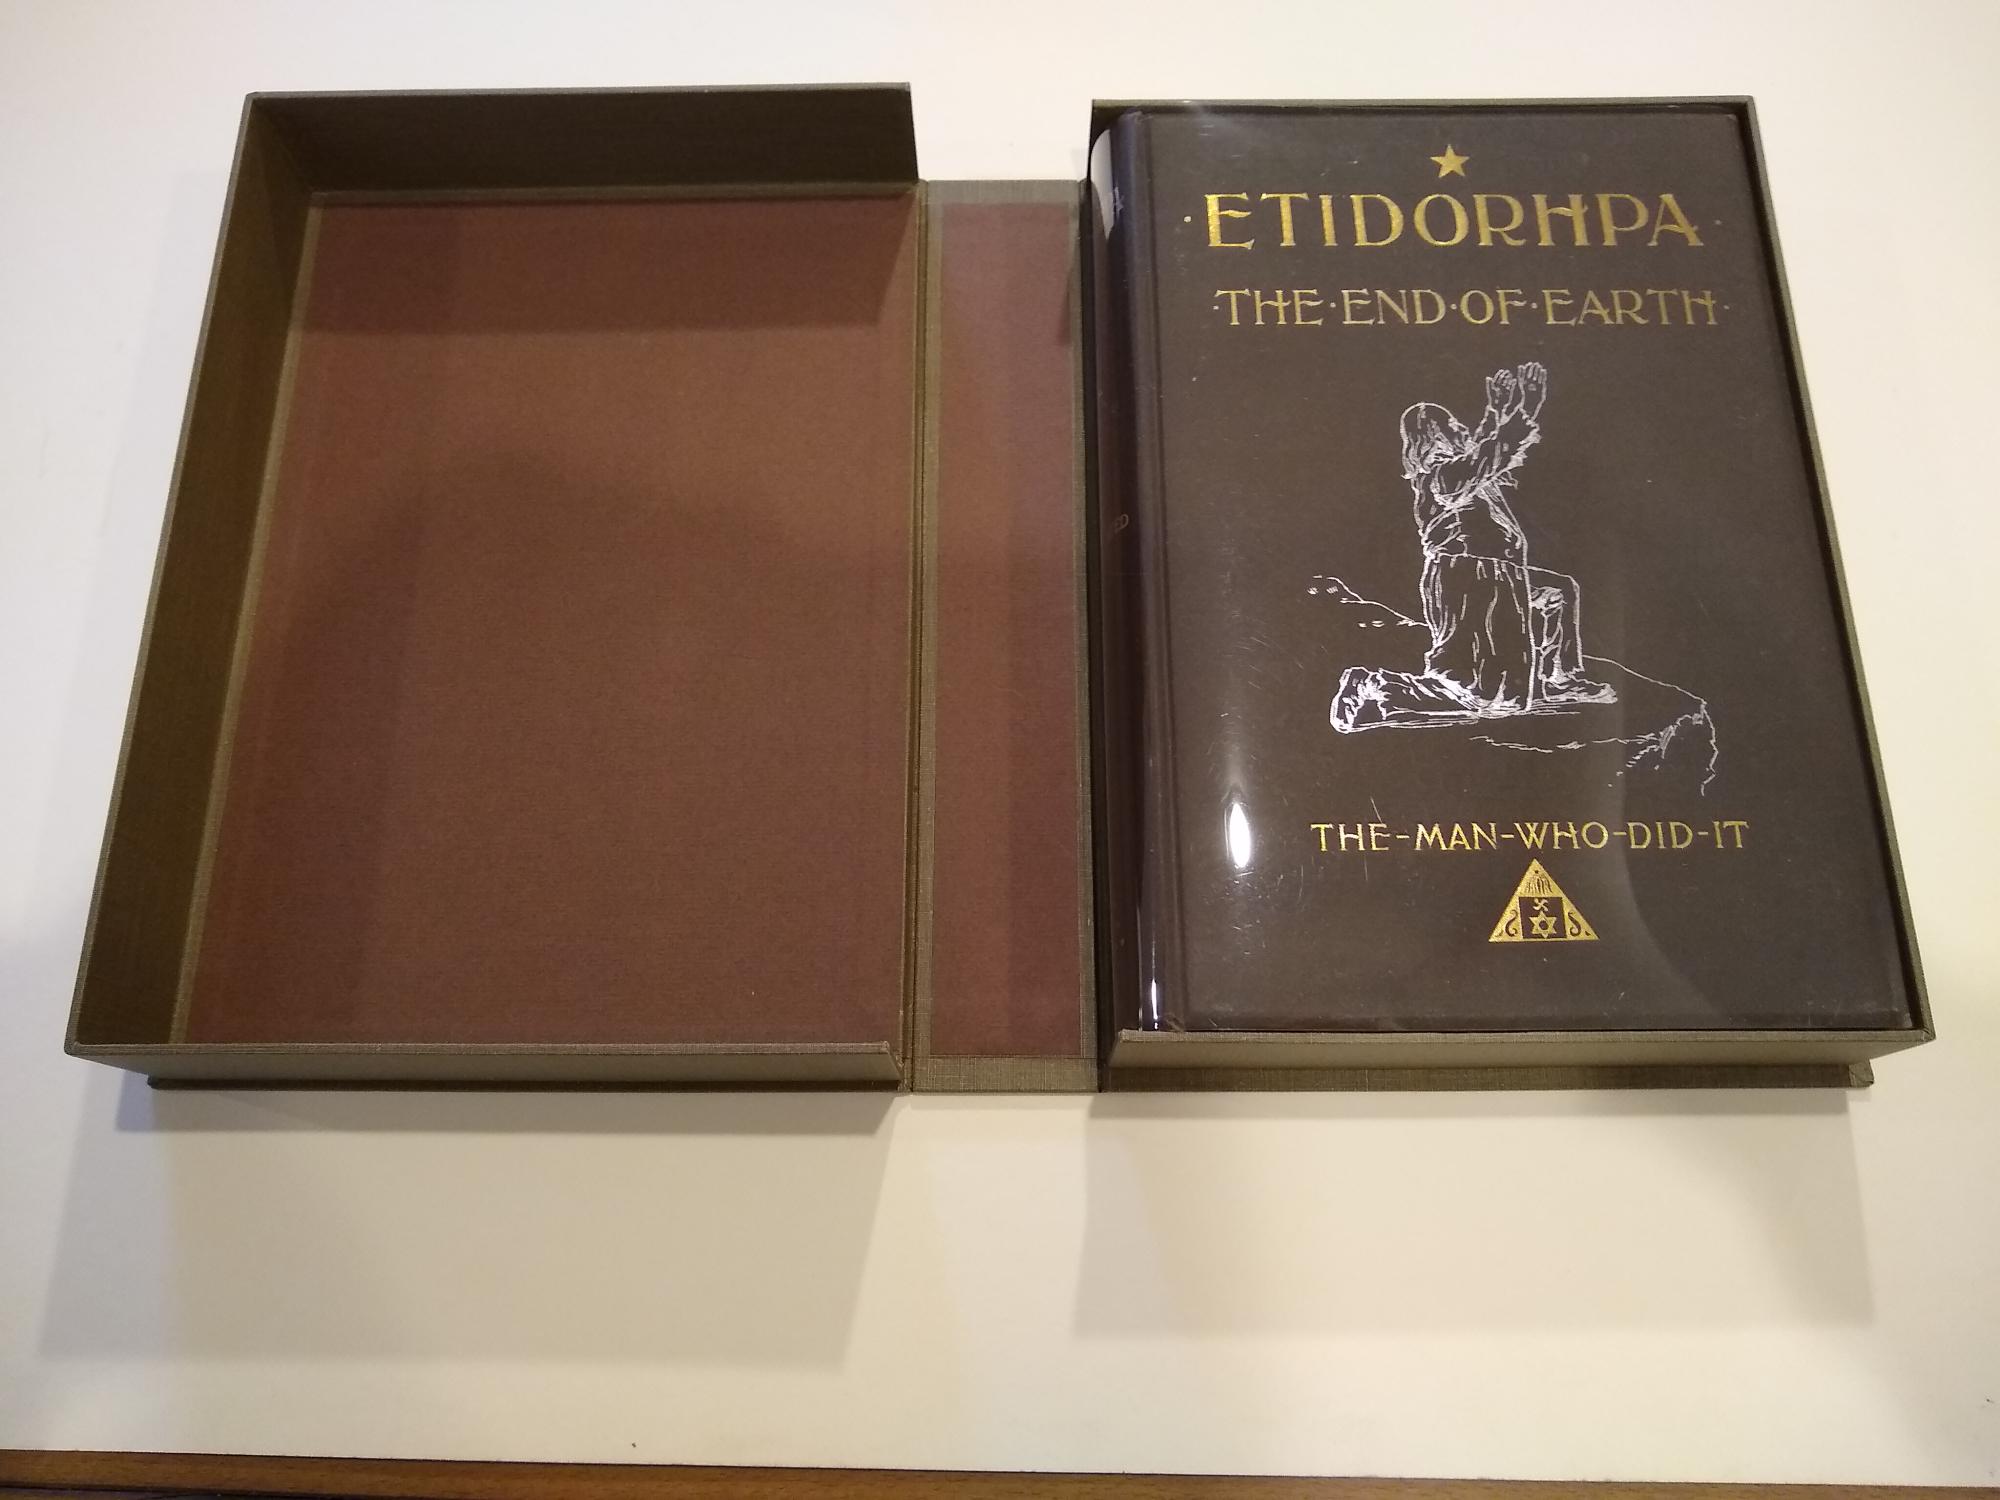 ·ETIDORHPA·
·THE·END·OF·EARTH·
THE-MAN-WHO-DID-IT